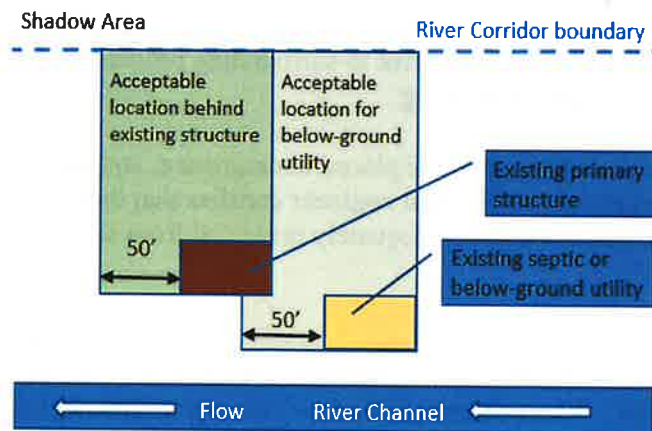 Shadow Area
River Corridor boundary
Acceptable
location behind
existing structure
Acceptable
location for
below-ground
utility
Existing primary
structure
50′
Existing septic or
below-ground utility
50′
Flow
River Channel